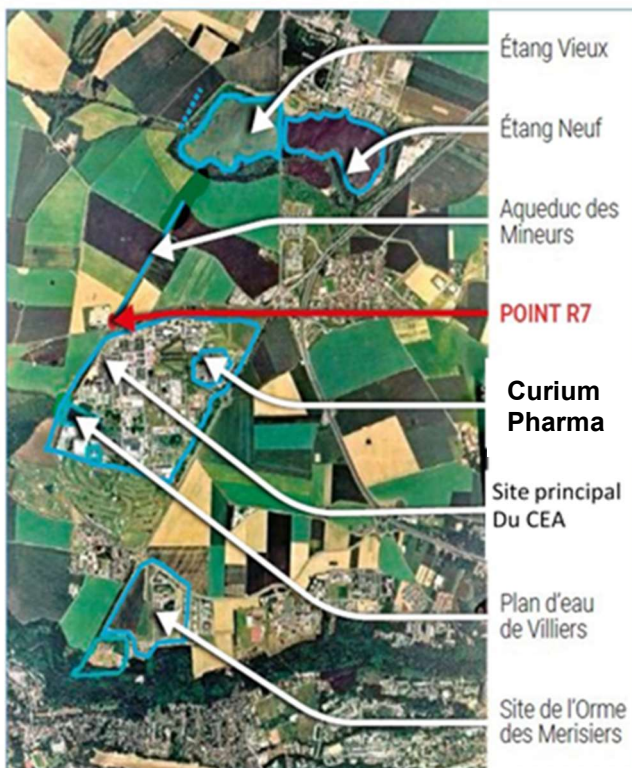 Étang Vieux
Étang Neuf
Aqueduc des
Mineurs
POINT R7
Curium
Pharma
Site principal
Du CEA
Plan d'eau
de Villiers
Site de l'Orme
des Merisiers